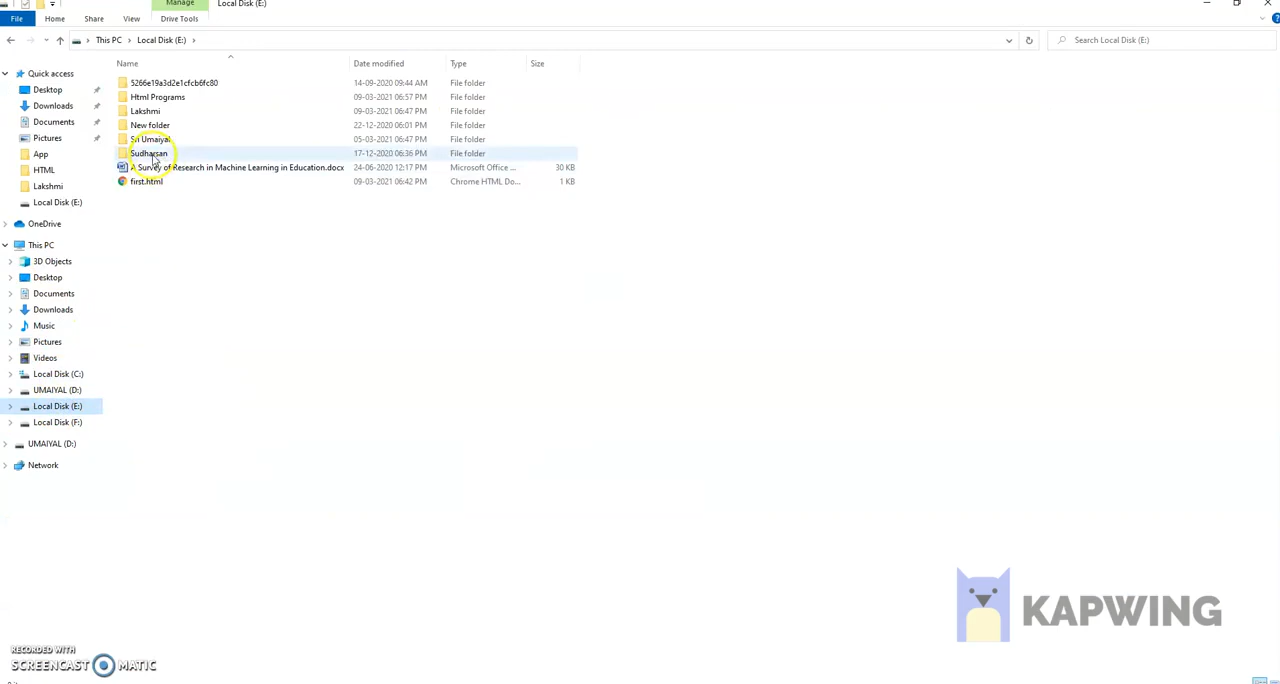 Manage
Local Disk (E:)
File
Home
Share
View
Drive Tools
This PC
Local Disk (E:)
Search Local Disk (E:)
Name
Date modified
Type
Size
Quick access
Desktop
Downloads
Documents
Pictures
App
HTML
Lakshmi
Local Disk (E:)
OneDrive
This PC
3D Objects
Desktop
Documents
Downloads
Music
Pictures
Videos
Local Disk (C:)
UMAIYAL (D:)
Local Disk (E:)
Local Disk (F:)
UMAIYAL (D:)
Network
5266e19a3d2e1cfcb6fc80 14-09-2020 09:44 AM File folder
Html Programs 09-03-2021 06:57 PM File folder
Lakshmi 09-03-2021 06:47 PM File folder
New folder 22-12-2020 06:01 PM File folder
Sri Umaiyal 05-03-2021 06:47 PM File folder
Sudharsan 17-12-2020 06:36 PM File folder
A Survey of Research in Machine Learning in Education.docx 24-06-2020 12:17 PM Microsoft Office ... 30 KB
first.html 09-03-2021 06:42 PM Chrome HTML Do... 1 KB
KAPWING
RECORDED WITH
SCREENCAST MATIC